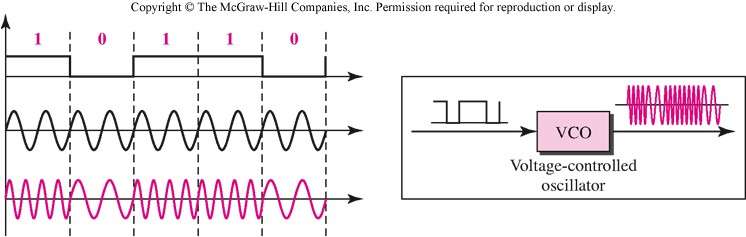 Copyright © The McGraw-Hill Companies, Inc. Permission required for reproduction or display.
1 0 1 1 0
VCO
Voltage-controlled
oscillator